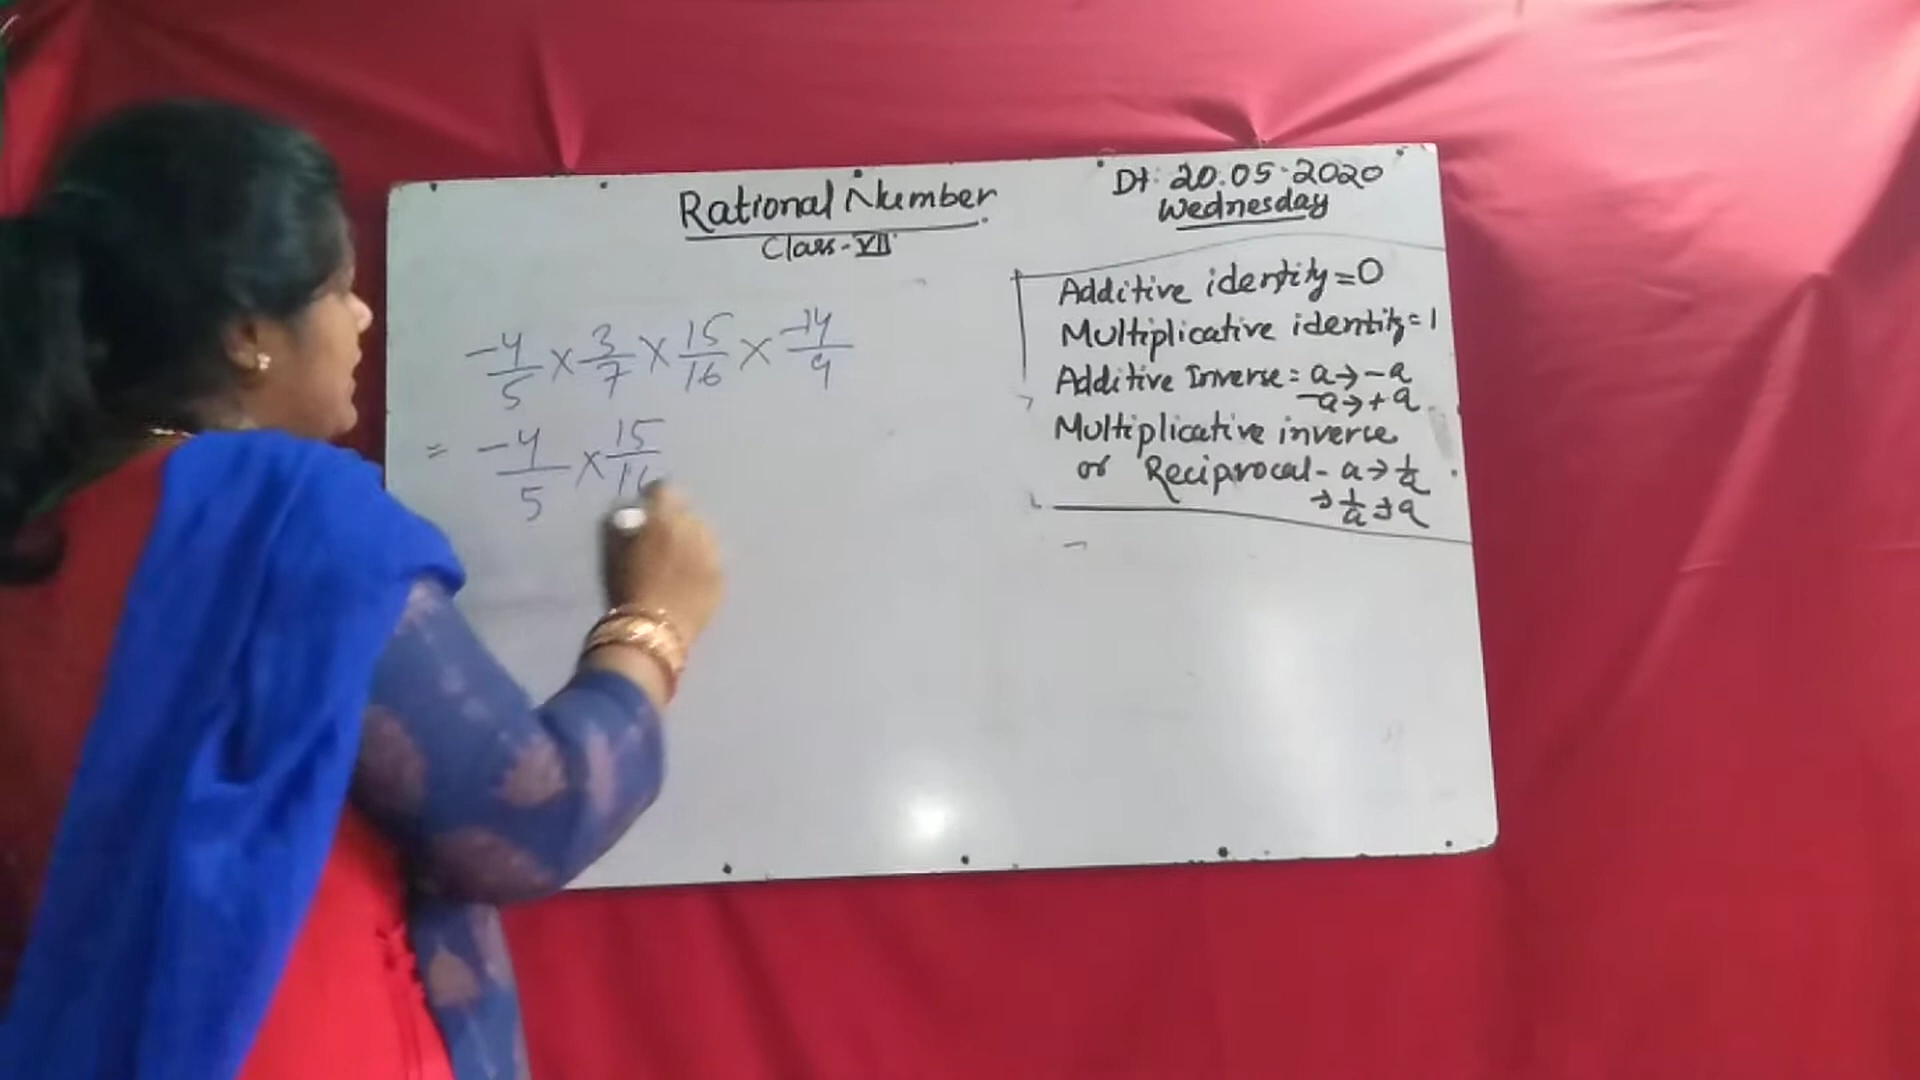 Rational Number
Class-VII
Dt: 20.05.2020
Wednesday
-4/5 × 3/7 × 15/16 × -14/9
= -4/5 × 15/16
Additive identity = 0
Multiplicative identity = 1
Additive Inverse = a → -a
-a → +a
Multiplicative inverse
or Reciprocal - a → 1/a
→ 1/a → a